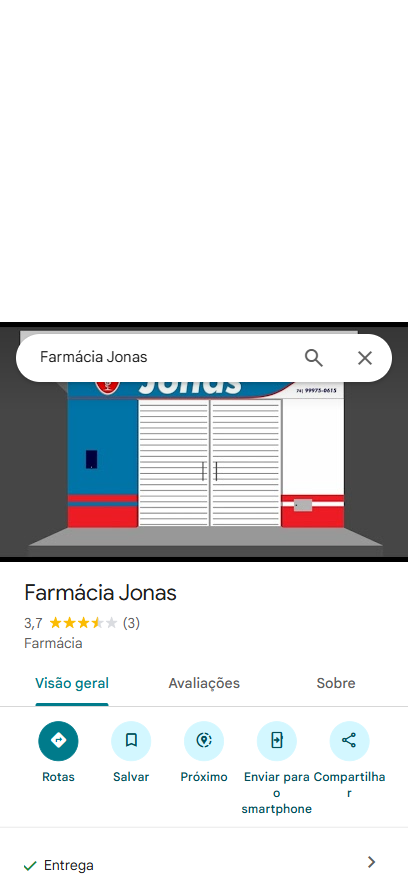 Farmácia Jonas
Jonas
74) 99975-0615
Farmácia Jonas
3,7 (3)
Farmácia
Visão geral Avaliações Sobre
Rotas Salvar Próximo Enviar para Compartilha
o r
smartphone
Entrega